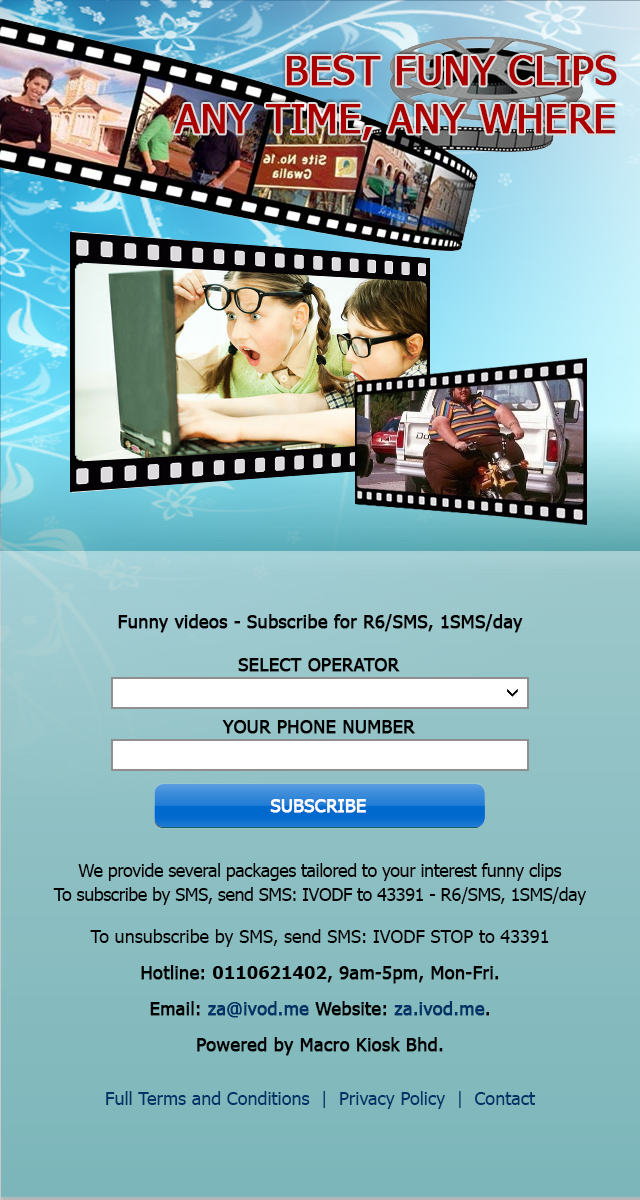 BEST FUNY CLIPS
ANY TIME, ANY WHERE
Site No.16
Gwalia
Funny videos - Subscribe for R6/SMS, 1SMS/day
SELECT OPERATOR
YOUR PHONE NUMBER
SUBSCRIBE
We provide several packages tailored to your interest funny clips
To subscribe by SMS, send SMS: IVODF to 43391 - R6/SMS, 1SMS/day
To unsubscribe by SMS, send SMS: IVODF STOP to 43391
Hotline: 0110621402, 9am-5pm, Mon-Fri.
Email: za@ivod.me Website: za.ivod.me.
Powered by Macro Kiosk Bhd.
Full Terms and Conditions | Privacy Policy | Contact